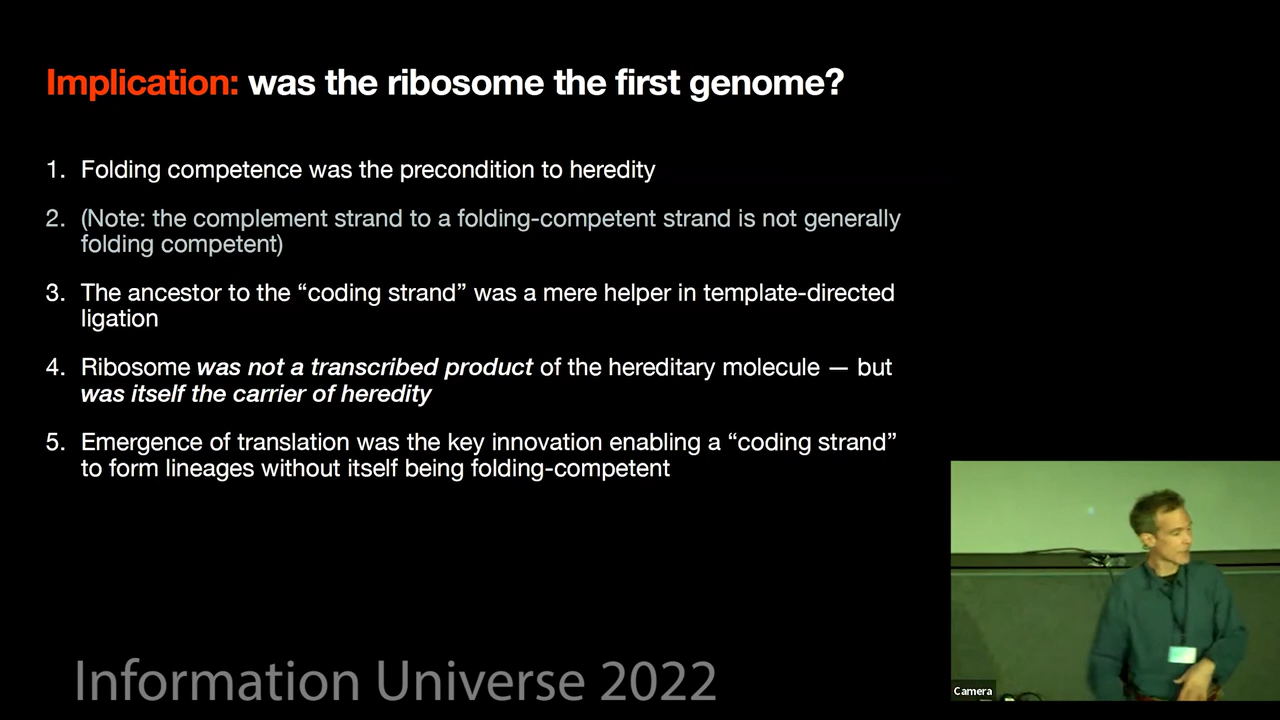 Implication: was the ribosome the first genome?
1. Folding competence was the precondition to heredity
2. (Note: the complement strand to a folding-competent strand is not generally
folding competent)
3. The ancestor to the “coding strand” was a mere helper in template-directed
ligation
4. Ribosome was not a transcribed product of the hereditary molecule — but
was itself the carrier of heredity
5. Emergence of translation was the key innovation enabling a “coding strand”
to form lineages without itself being folding-competent
Information Universe 2022
Camera